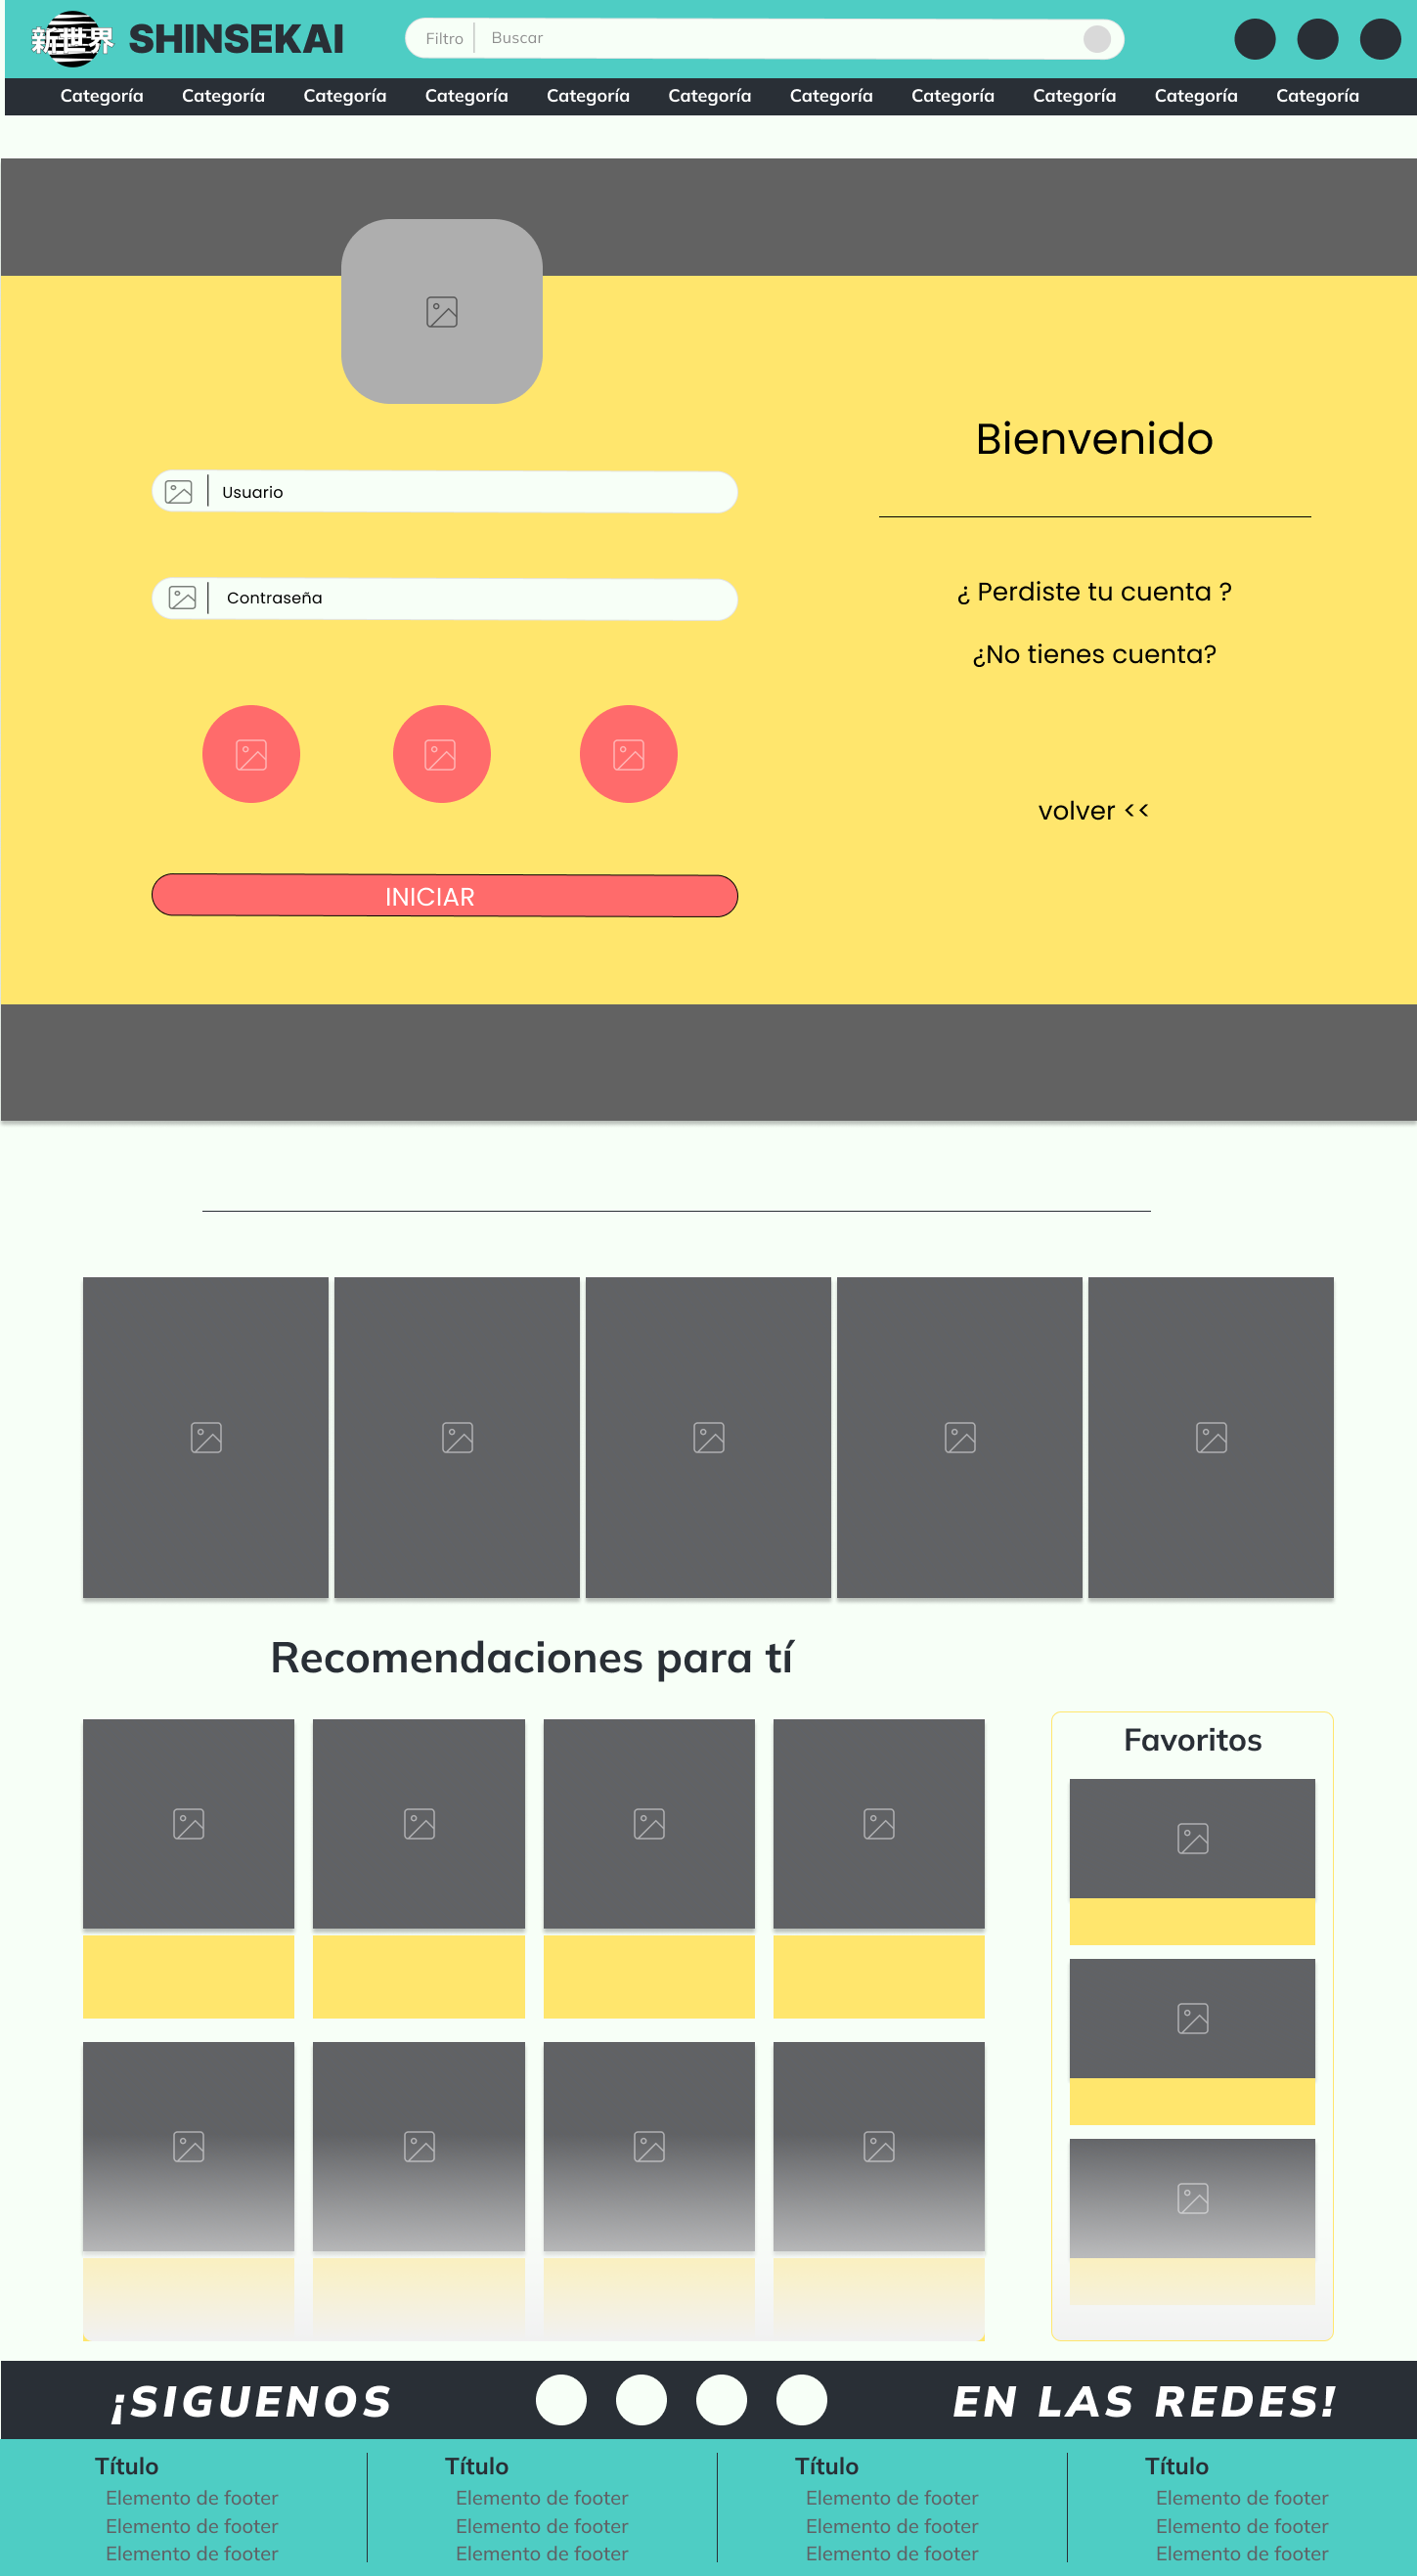 新世界 SHINSEKAI
Filtro Buscar
Categoría Categoría Categoría Categoría Categoría Categoría Categoría Categoría Categoría Categoría Categoría
Usuario
Contraseña
INICIAR
Bienvenido
¿ Perdiste tu cuenta ?
¿No tienes cuenta?
volver <<
Recomendaciones para tí
Favoritos
¡SIGUENOS EN LAS REDES!
Título Título Título Título
Elemento de footer Elemento de footer Elemento de footer Elemento de footer
Elemento de footer Elemento de footer Elemento de footer Elemento de footer
Elemento de footer Elemento de footer Elemento de footer Elemento de footer